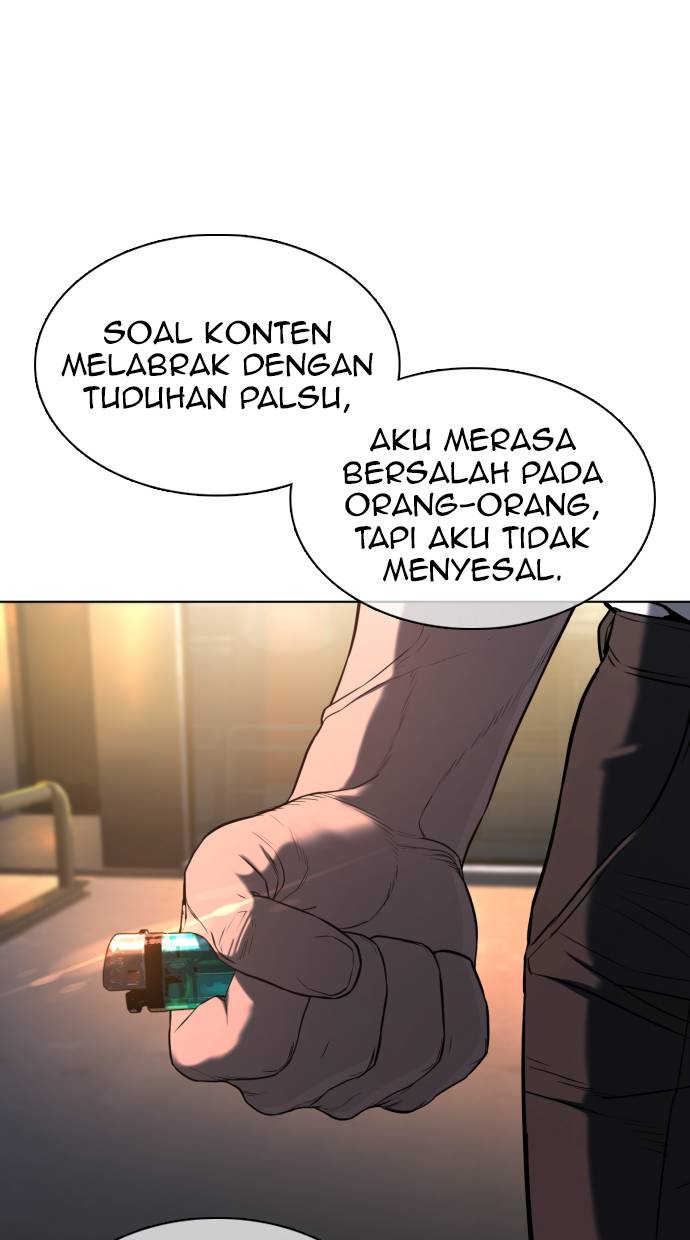 SOAL KONTEN
MELABRAK DENGAN
TUDUHAN PALSU,
AKU MERASA
BERSALAH PADA
ORANG-ORANG,
TAPI AKU TIDAK
MENYESAL.